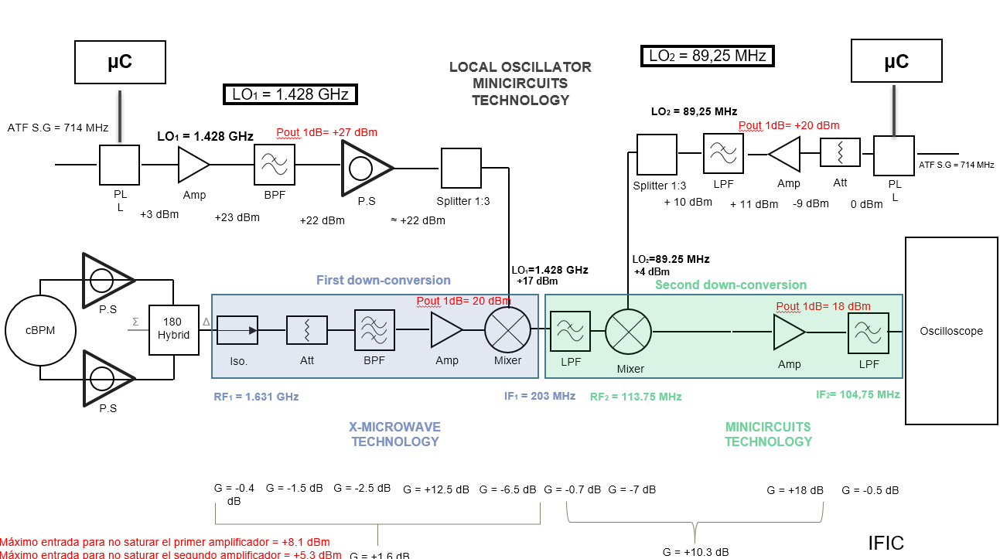 µC
µC
LO₂ = 89,25 MHz
LOCAL OSCILLATOR
MINICIRCUITS
TECHNOLOGY
LO₁ = 1.428 GHz
ATF S.G = 714 MHz
LO₁ = 1.428 GHz
Pout 1dB= +27 dBm
PL
L
Amp
BPF
P.S
Splitter 1:3
+3 dBm
+23 dBm
+22 dBm
≈ +22 dBm
LO₂ = 89,25 MHz
Pout 1dB= +20 dBm
ATF S.G = 714 MHz
Splitter 1:3
LPF
Amp
Att
PL
L
+ 10 dBm
+ 11 dBm
-9 dBm
0 dBm
LO₁=1.428 GHz
+17 dBm
LO₂=89.25 MHz
+4 dBm
First down-conversion
Second down-conversion
Pout 1dB= 20 dBm
Pout 1dB= 18 dBm
cBPM
P.S
P.S
Σ
180
Hybrid
Δ
Iso.
Att
BPF
Amp
Mixer
LPF
Mixer
Amp
LPF
Oscilloscope
RF₁ = 1.631 GHz
IF₁ = 203 MHz
RF₂ = 113.75 MHz
IF₂= 104,75 MHz
X-MICROWAVE
TECHNOLOGY
MINICIRCUITS
TECHNOLOGY
G = -0.4
dB
G = -1.5 dB
G = -2.5 dB
G = +12.5 dB
G = -6.5 dB
G = -0.7 dB
G = -7 dB
G = +18 dB
G = -0.5 dB
Máximo entrada para no saturar el primer amplificador = +8.1 dBm
Máximo entrada para no saturar el segundo amplificador = +5.3 dBm
G = +1.6 dB
G = +10.3 dB
IFIC